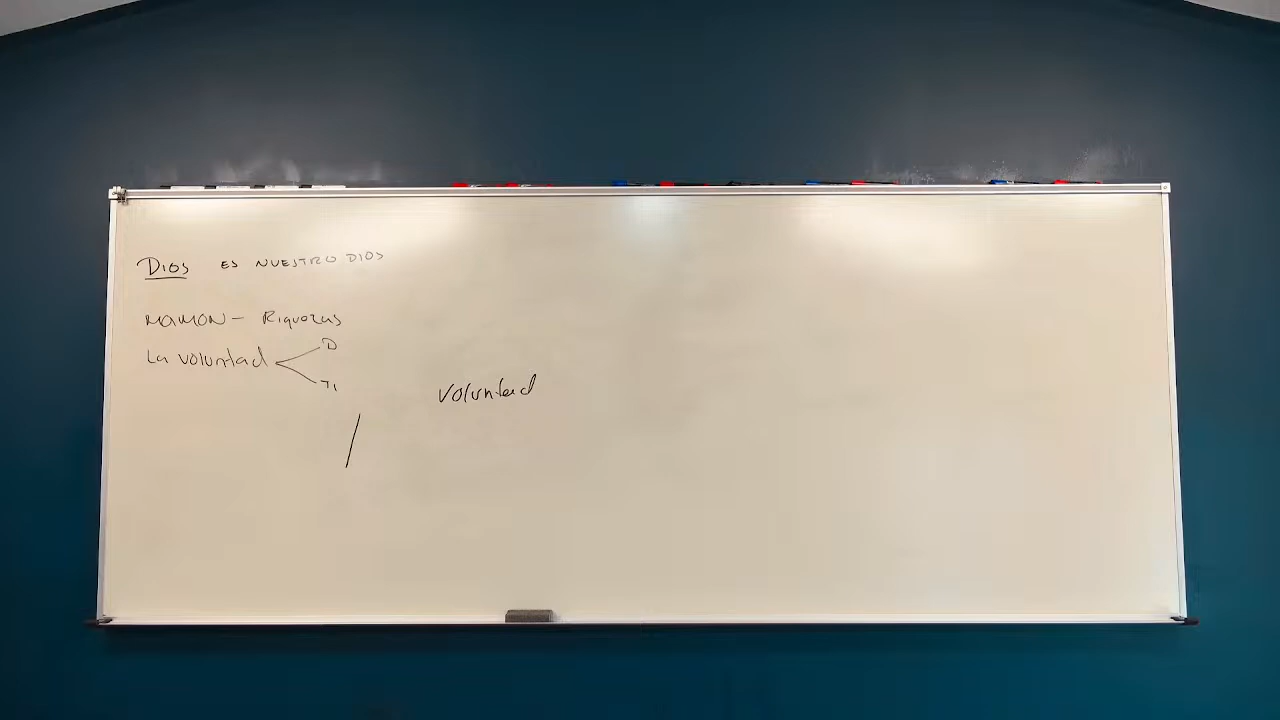 Dios ES NUESTRO DIOS
MAMON - Riquezas
La voluntad
D
voluntad